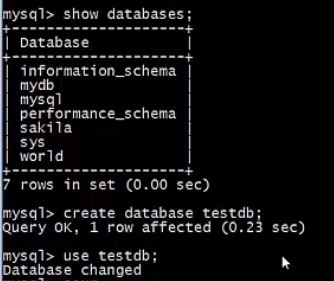 mysql> show databases;
+--------------------+
| Database           |
+--------------------+
| information_schema |
| mydb               |
| mysql              |
| performance_schema |
| sakila             |
| sys                |
| world              |
+--------------------+
7 rows in set (0.00 sec)
mysql> create database testdb;
Query OK, 1 row affected (0.23 sec)
mysql> use testdb;
Database changed